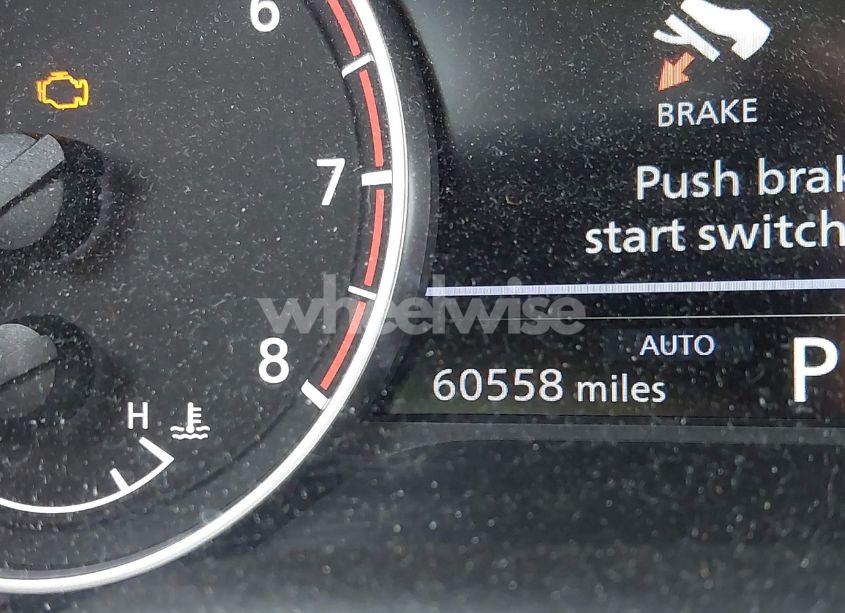 6
BRAKE
7
Push brak
start switch
wheelwise
8
AUTO
60558 miles
P
H